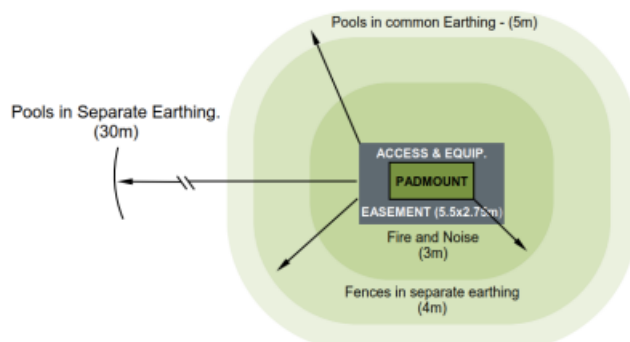 Pools in common Earthing - (5m)
Pools in Separate Earthing.
(30m)
ACCESS & EQUIP.
PADMOUNT
EASEMENT (5.5x2.75m)
Fire and Noise
(3m)
Fences in separate earthing
(4m)